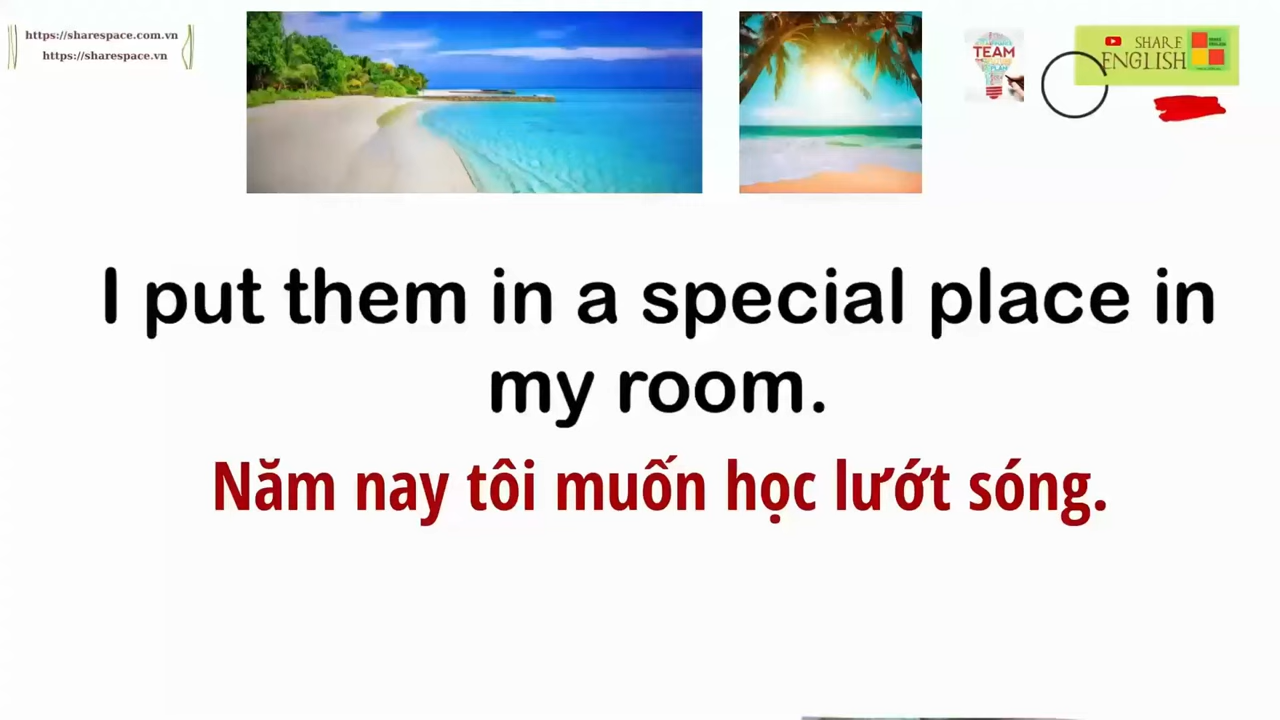 https://sharespace.com.vn
https://sharespace.vn
TEAM
SHARE
ENGLISH
I put them in a special place in
my room.
Năm nay tôi muốn học lướt sóng.